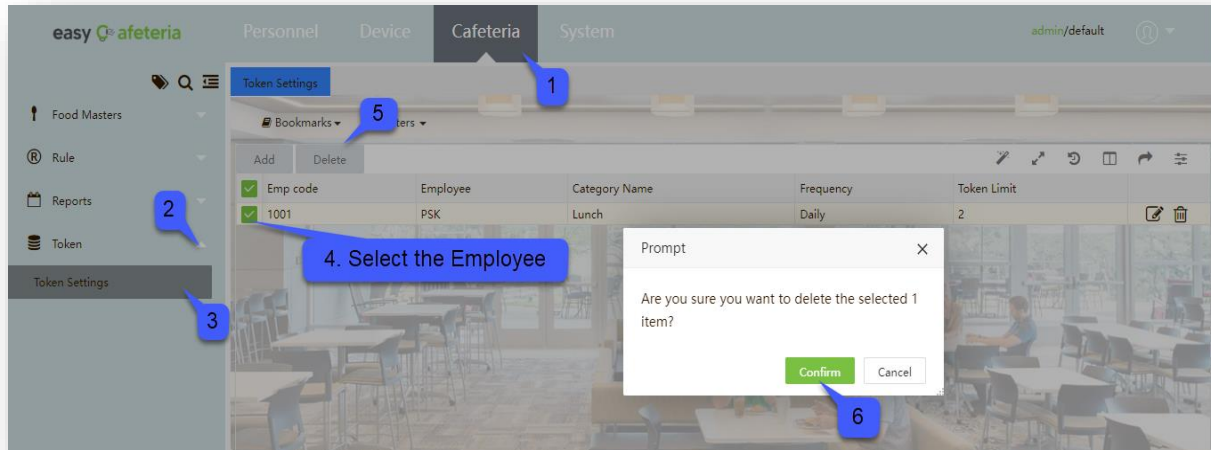 easy Cafeteria Personnel Device Cafeteria System admin/default
1
Token Settings
Food Masters
Bookmarks 5 ters
Rule
Add Delete
Emp code Employee Category Name Frequency Token Limit
Reports
1001 PSK Lunch Daily 2
2
Token
4. Select the Employee
Prompt
Token Settings
3
Are you sure you want to delete the selected 1
item?
Confirm Cancel
6